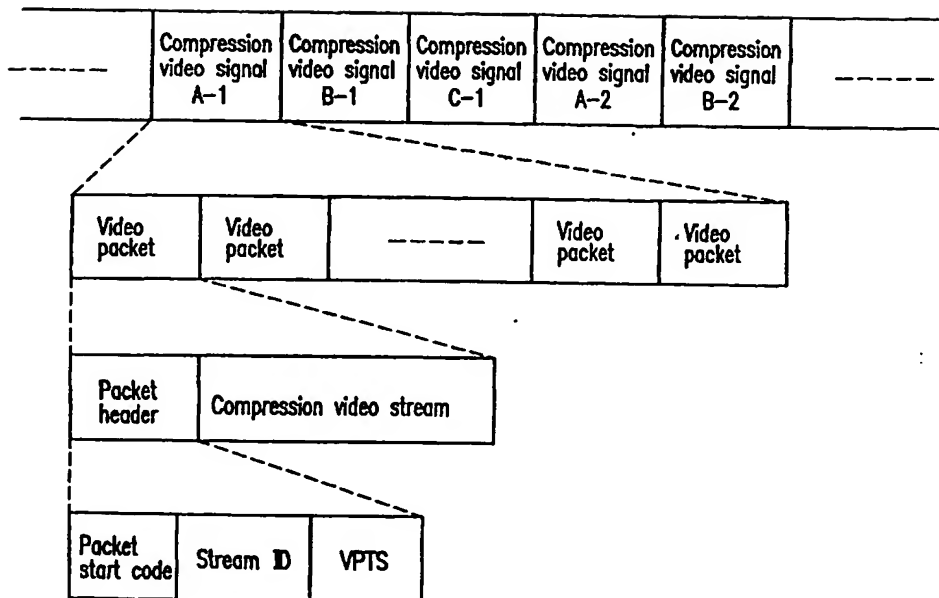 Compression
video signal
A-1
Compression
video signal
B-1
Compression
video signal
C-1
Compression
video signal
A-2
Compression
video signal
B-2
Video
packet
Video
packet
Video
packet
Video
packet
Packet
header
Compression video stream
Packet
start code
Stream ID
VPTS